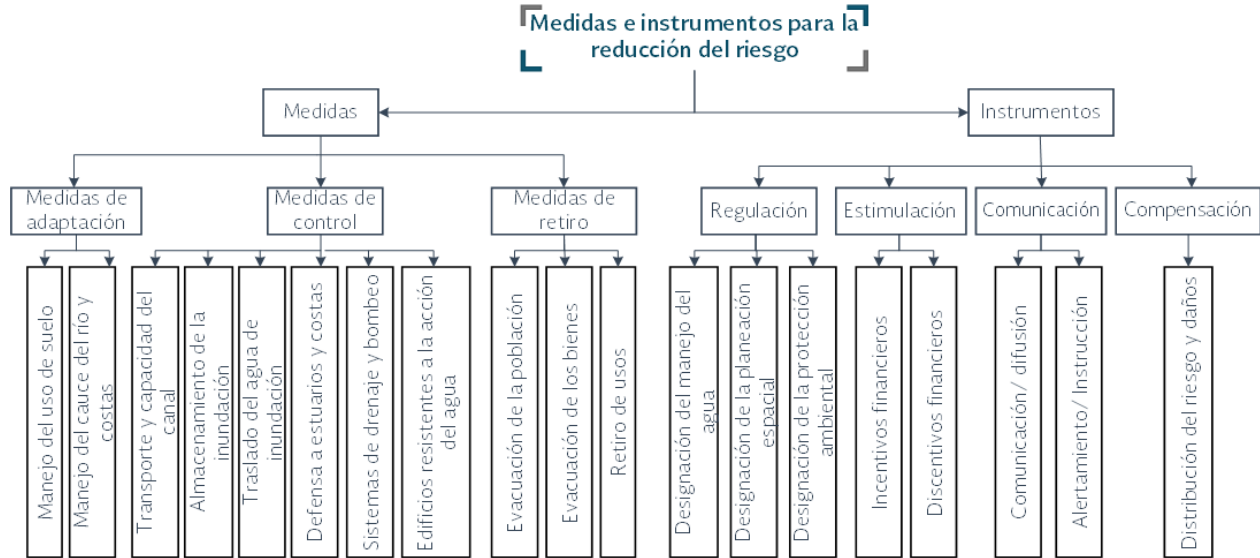 Medidas e instrumentos para la
reducción del riesgo
Medidas
Instrumentos
Medidas de
adaptación
Medidas de
control
Medidas de
retiro
Regulación
Estimulación
Comunicación
Compensación
Manejo del uso de suelo
Manejo del cauce del río y
costas
Transporte y capacidad del
canal
Almacenamiento de la
inundación
Traslado del agua de
inundación
Defensa a estuarios y costas
Sistemas de drenaje y bombeo
Edificios resistentes a la acción
del agua
Evacuación de la población
Evacuación de los bienes
Retiro de usos
Designación del manejo del
agua
Designación de la planeación
espacial
Designación de la protección
ambiental
Incentivos financieros
Discentivos financieros
Comunicación/ difusión
Alertamiento/ Instrucción
Distribución del riesgo y daños